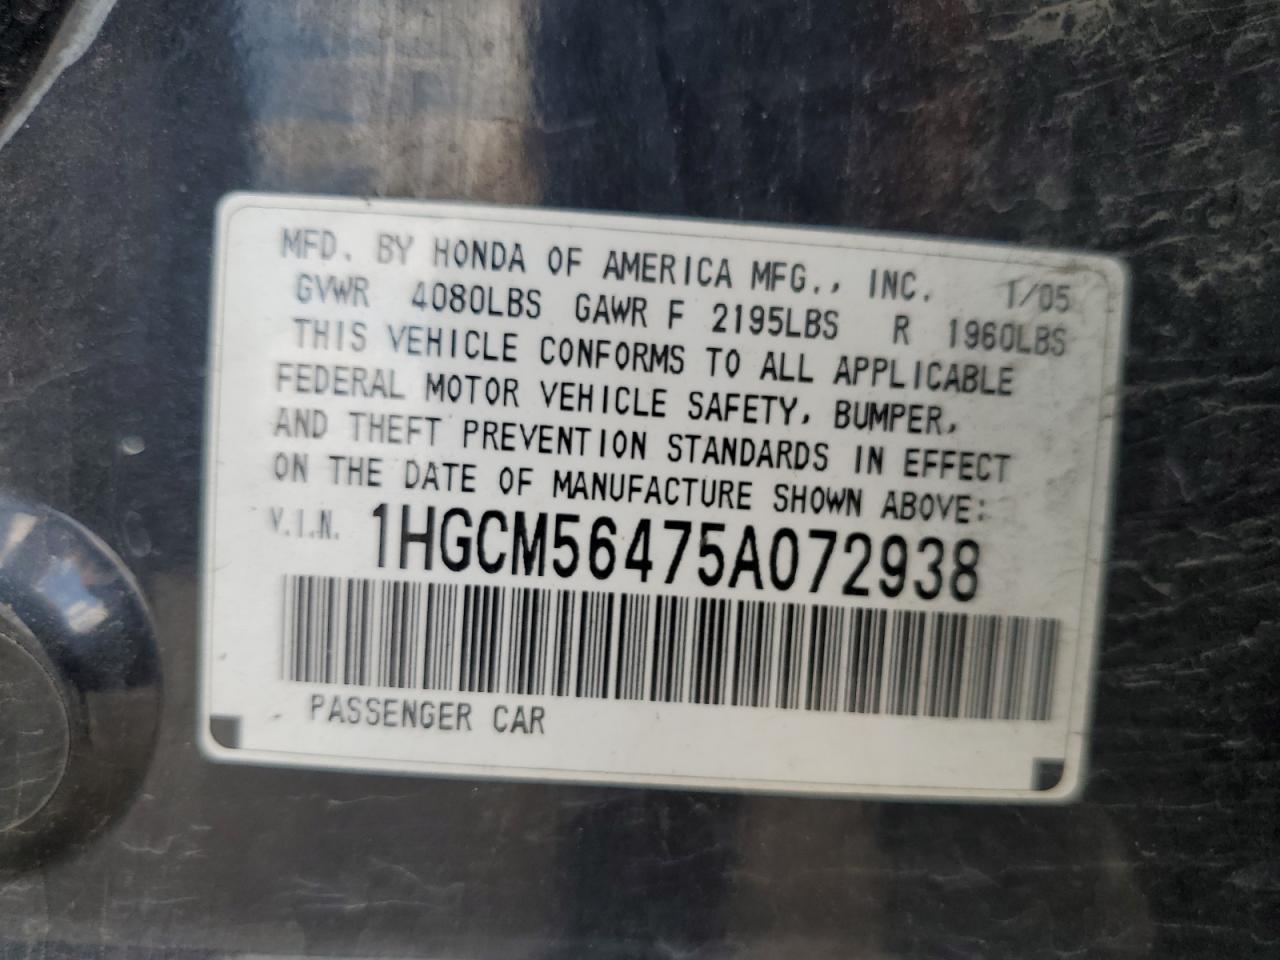 MFD. BY HONDA OF AMERICA MFG., INC. 1/05
GVWR 4080LBS GAWR F 2195LBS R 1960LBS
THIS VEHICLE CONFORMS TO ALL APPLICABLE
FEDERAL MOTOR VEHICLE SAFETY, BUMPER,
AND THEFT PREVENTION STANDARDS IN EFFECT
ON THE DATE OF MANUFACTURE SHOWN ABOVE:
V.I.N. 1HGCM56475A072938
PASSENGER CAR